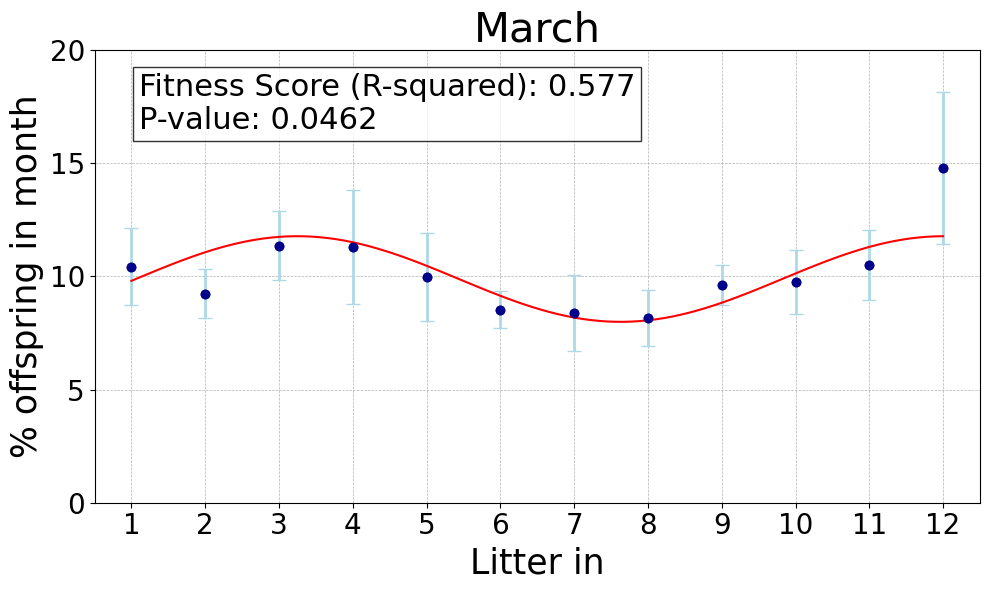 March
Fitness Score (R-squared): 0.577
P-value: 0.0462
% offspring in month
20
15
10
5
0
1 2 3 4 5 6 7 8 9 10 11 12
Litter in